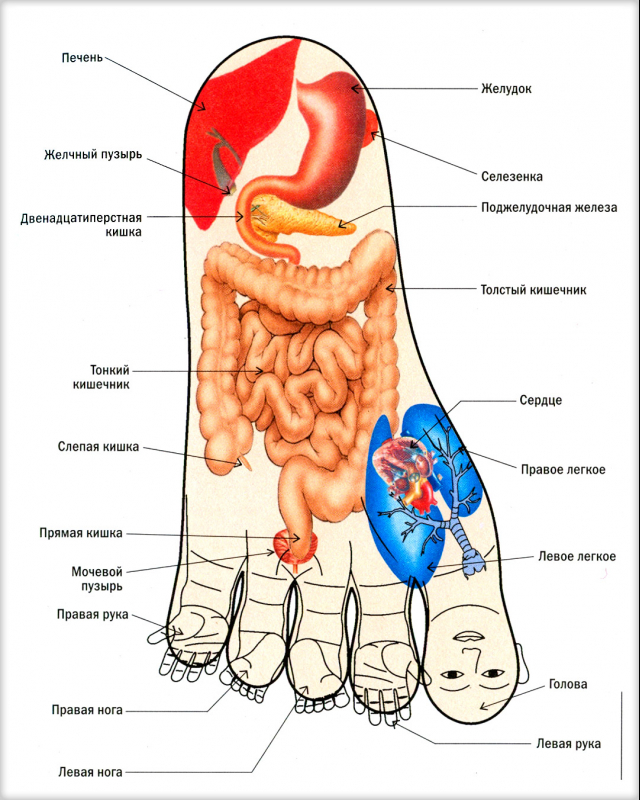 Печень
Желудок
Желчный пузырь
Селезенка
Поджелудочная железа
Двенадцатиперстная
кишка
Толстый кишечник
Тонкий
кишечник
Сердце
Слепая кишка
Правое легкое
Прямая кишка
Левое легкое
Мочевой
пузырь
Правая рука
Голова
Правая нога
Левая рука
Левая нога